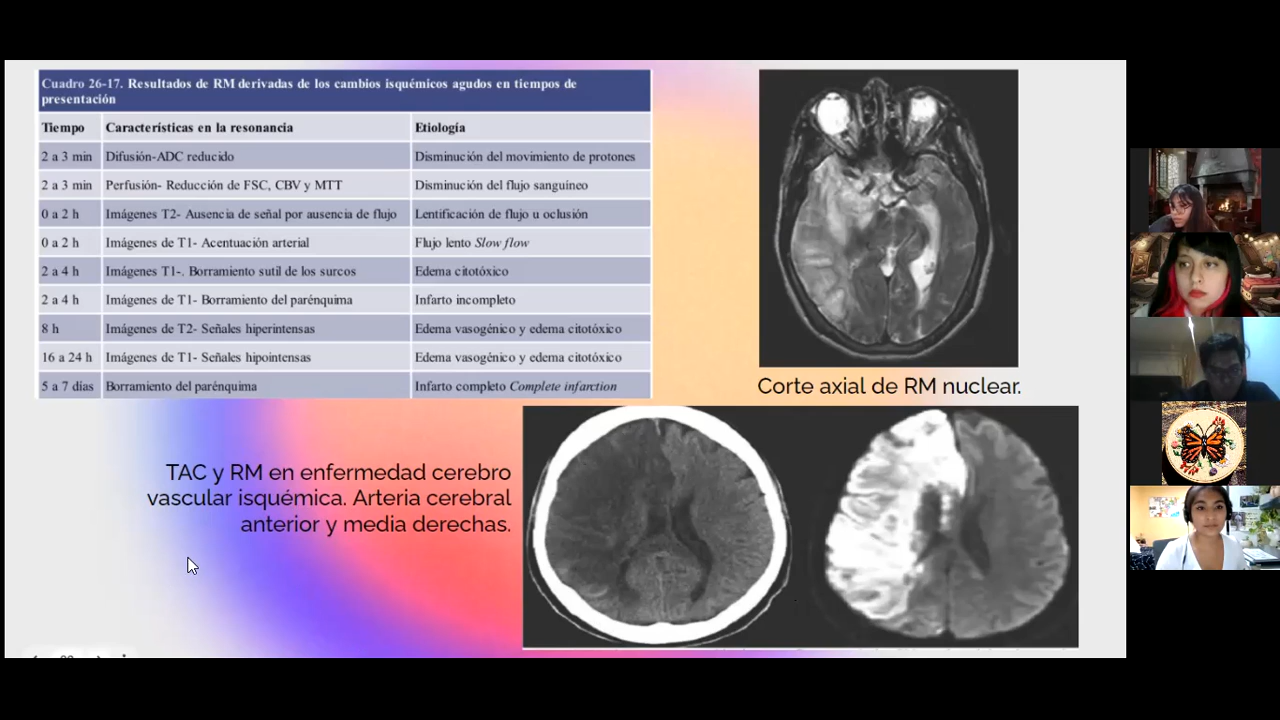 Cuadro 26-17. Resultados de RM derivadas de los cambios isquémicos agudos en tiempos de
presentación
Tiempo Características en la resonancia Etiología
2 a 3 min Difusión-ADC reducido Disminución del movimiento de protones
2 a 3 min Perfusión- Reducción de FSC, CBV y MTT Disminución del flujo sanguíneo
0 a 2 h Imágenes T2- Ausencia de señal por ausencia de flujo Lentificación de flujo u oclusión
0 a 2 h Imágenes de T1- Acentuación arterial Flujo lento Slow flow
2 a 4 h Imágenes T1-. Borramiento sutil de los surcos Edema citotóxico
2 a 4 h Imágenes de T1- Borramiento del parénquima Infarto incompleto
8 h Imágenes de T2- Señales hiperintensas Edema vasogénico y edema citotóxico
16 a 24 h Imágenes de T1- Señales hipointensas Edema vasogénico y edema citotóxico
5 a 7 días Borramiento del parénquima Infarto completo Complete infarction
Corte axial de RM nuclear.
TAC y RM en enfermedad cerebro
vascular isquémica. Arteria cerebral
anterior y media derechas.